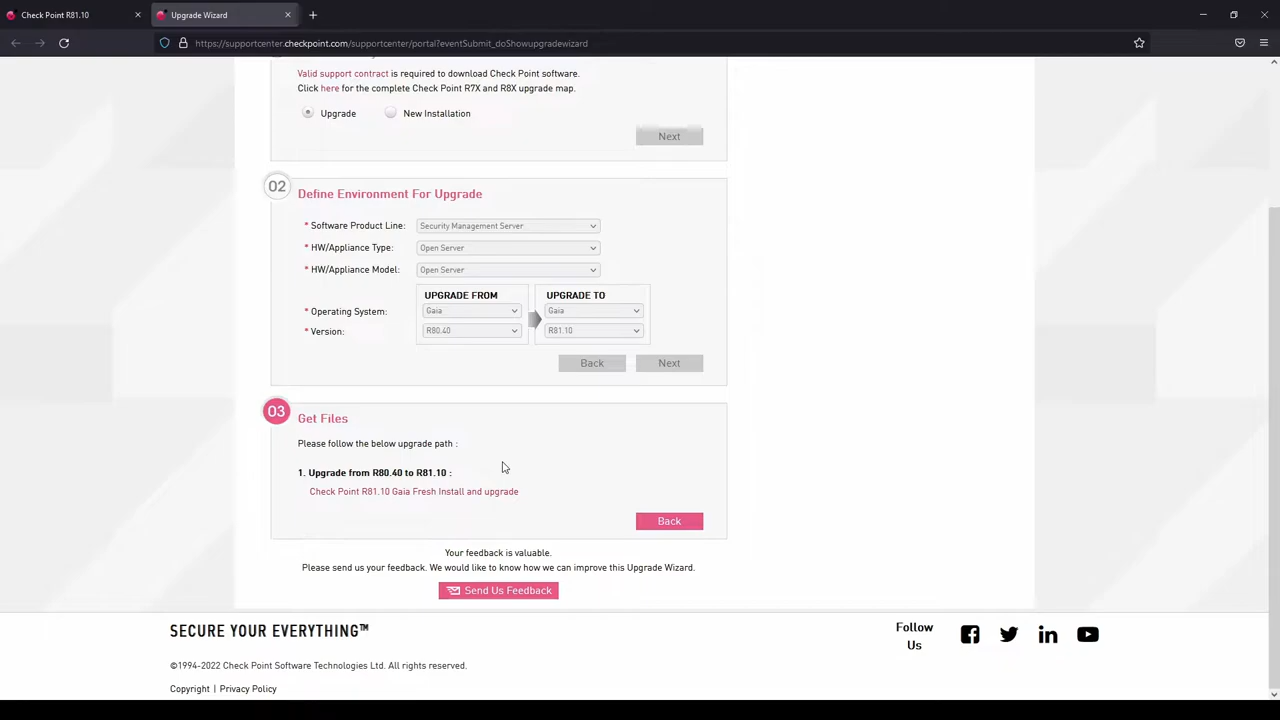 Check Point R81.10
Upgrade Wizard
https://supportcenter.checkpoint.com/supportcenter/portal?eventSubmit_doShowupgradewizard
Valid support contract is required to download Check Point software.
Click here for the complete Check Point R7X and R8X upgrade map.
Upgrade
New Installation
Next
02
Define Environment For Upgrade
* Software Product Line: Security Management Server
* HW/Appliance Type: Open Server
* HW/Appliance Model: Open Server
UPGRADE FROM UPGRADE TO
* Operating System: Gaia Gaia
* Version: R80.40 R81.10
Back Next
03
Get Files
Please follow the below upgrade path :
1. Upgrade from R80.40 to R81.10 :
Check Point R81.10 Gaia Fresh Install and upgrade
Back
Your feedback is valuable.
Please send us your feedback. We would like to know how we can improve this Upgrade Wizard.
Send Us Feedback
SECURE YOUR EVERYTHING™
Follow
Us
©1994-2022 Check Point Software Technologies Ltd. All rights reserved.
Copyright | Privacy Policy